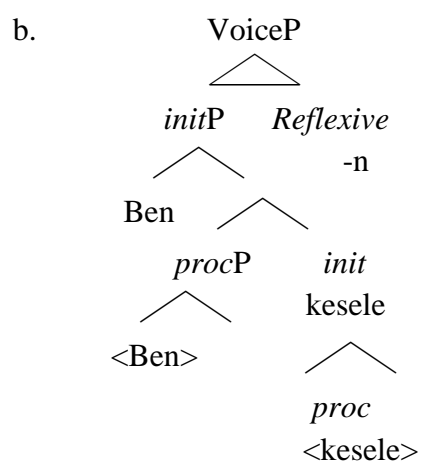 b. VoiceP
initP Reflexive
-n
Ben
procP init
kesele
<Ben>
proc
<kesele>